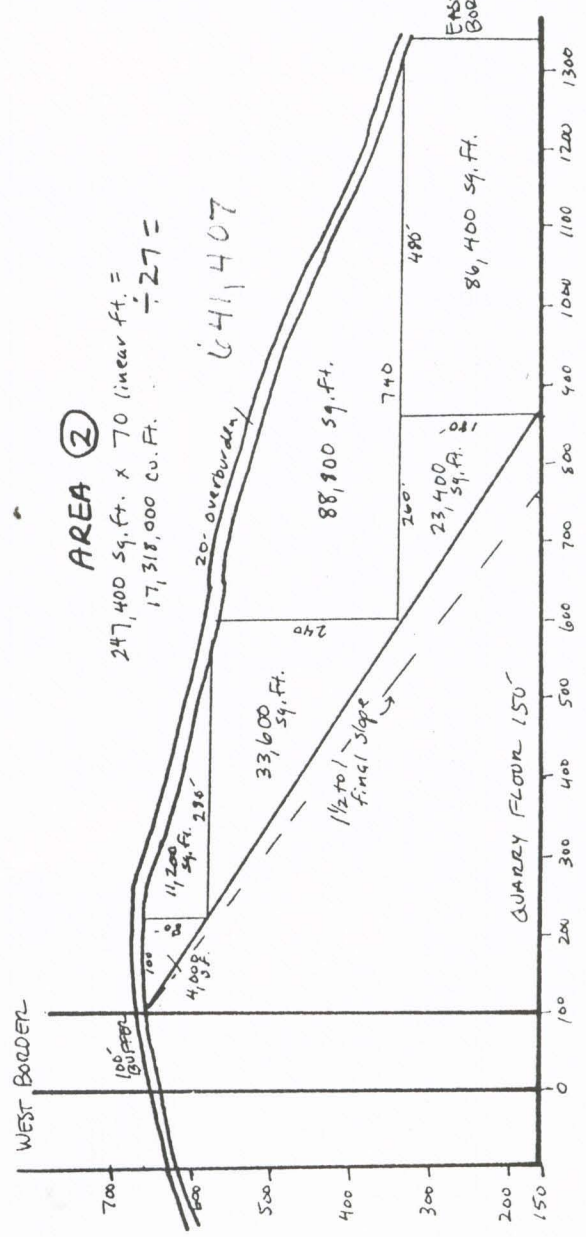 AREA ②
247,400 sq.ft. x 70 linear ft. =
17,318,000 cu.ft. ÷27 =
641,407
WEST BORDER
100' BUFFER
20' overburden
100
80'
4,000 S.F.
11,200 sq.ft.
280'
33,600 sq.ft.
240
88,800 sq.ft.
740
260'
480'
23,400 sq.ft.
180'
86,400 sq.ft.
1½ to 1
final slope
QUARRY FLOOR 150'
700
600
500
400
300
200
150
0
100
200
300
400
500
600
700
800
900
1000
1100
1200
1300